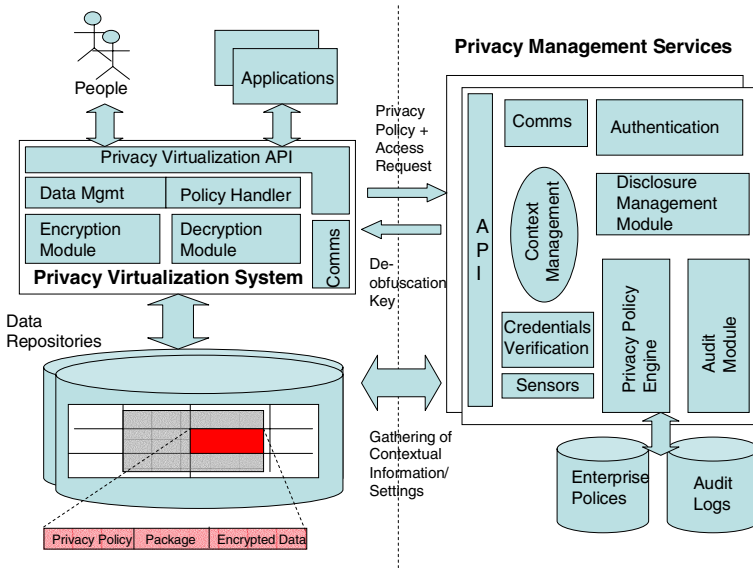 People
Applications
Privacy Virtualization API
Data Mgmt
Policy Handler
Encryption
Module
Decryption
Module
Comms
Privacy Virtualization System
Data
Repositories
Privacy Policy
Package
Encrypted Data
Privacy
Policy +
Access
Request
De-
obfuscation
Key
Gathering of
Contextual
Information/
Settings
Privacy Management Services
API
Comms
Authentication
Context
Management
Disclosure
Management
Module
Credentials
Verification
Sensors
Privacy Policy
Engine
Audit
Module
Enterprise
Polices
Audit
Logs